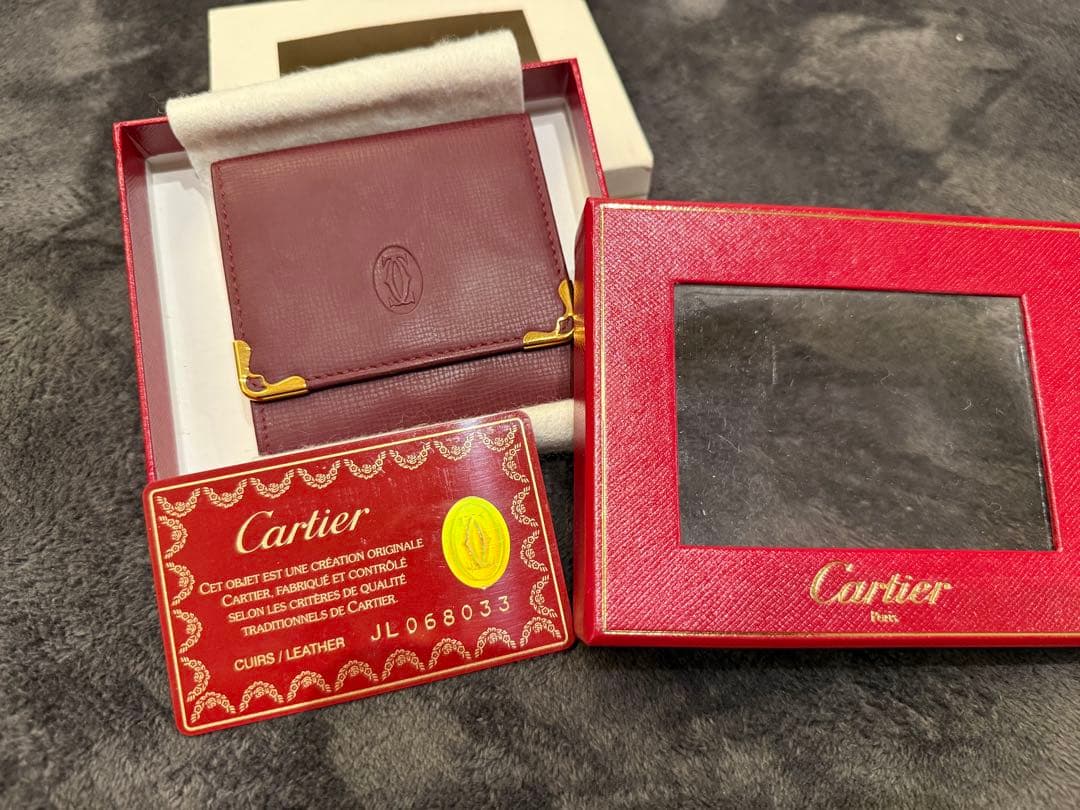 Cartier
CET OBJET EST UNE CRÉATION ORIGINALE
CARTIER, FABRIQUÉ ET CONTRÔLÉ
SELON LES CRITÈRES DE QUALITÉ
TRADITIONNELS DE CARTIER.
CUIRS / LEATHER JL068033
Cartier
Paris